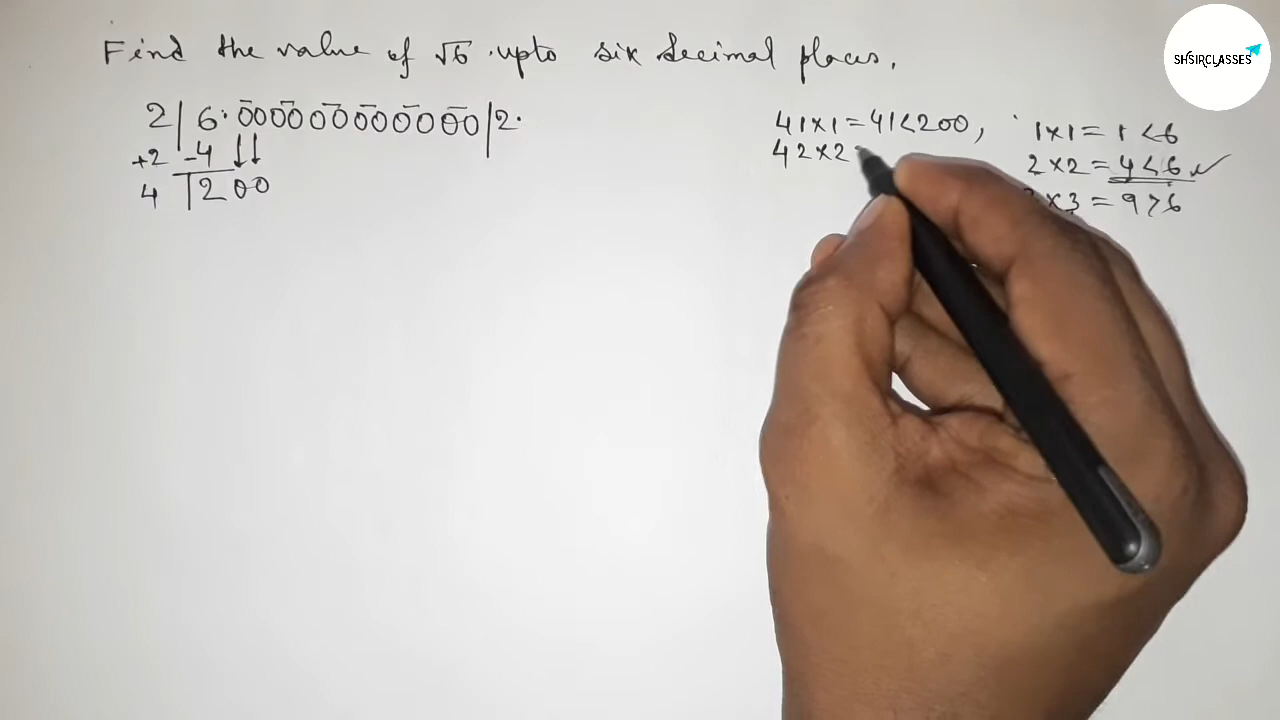 Find the value of √6 upto six decimal places.
SHSIRCLASSES
2 | 6.000000000000 | 2.
+2 -4 ↓↓
4 | 200
41×1=41<200,
42×2=
1×1=1<6
2×2=4<6✓
×3=9>6